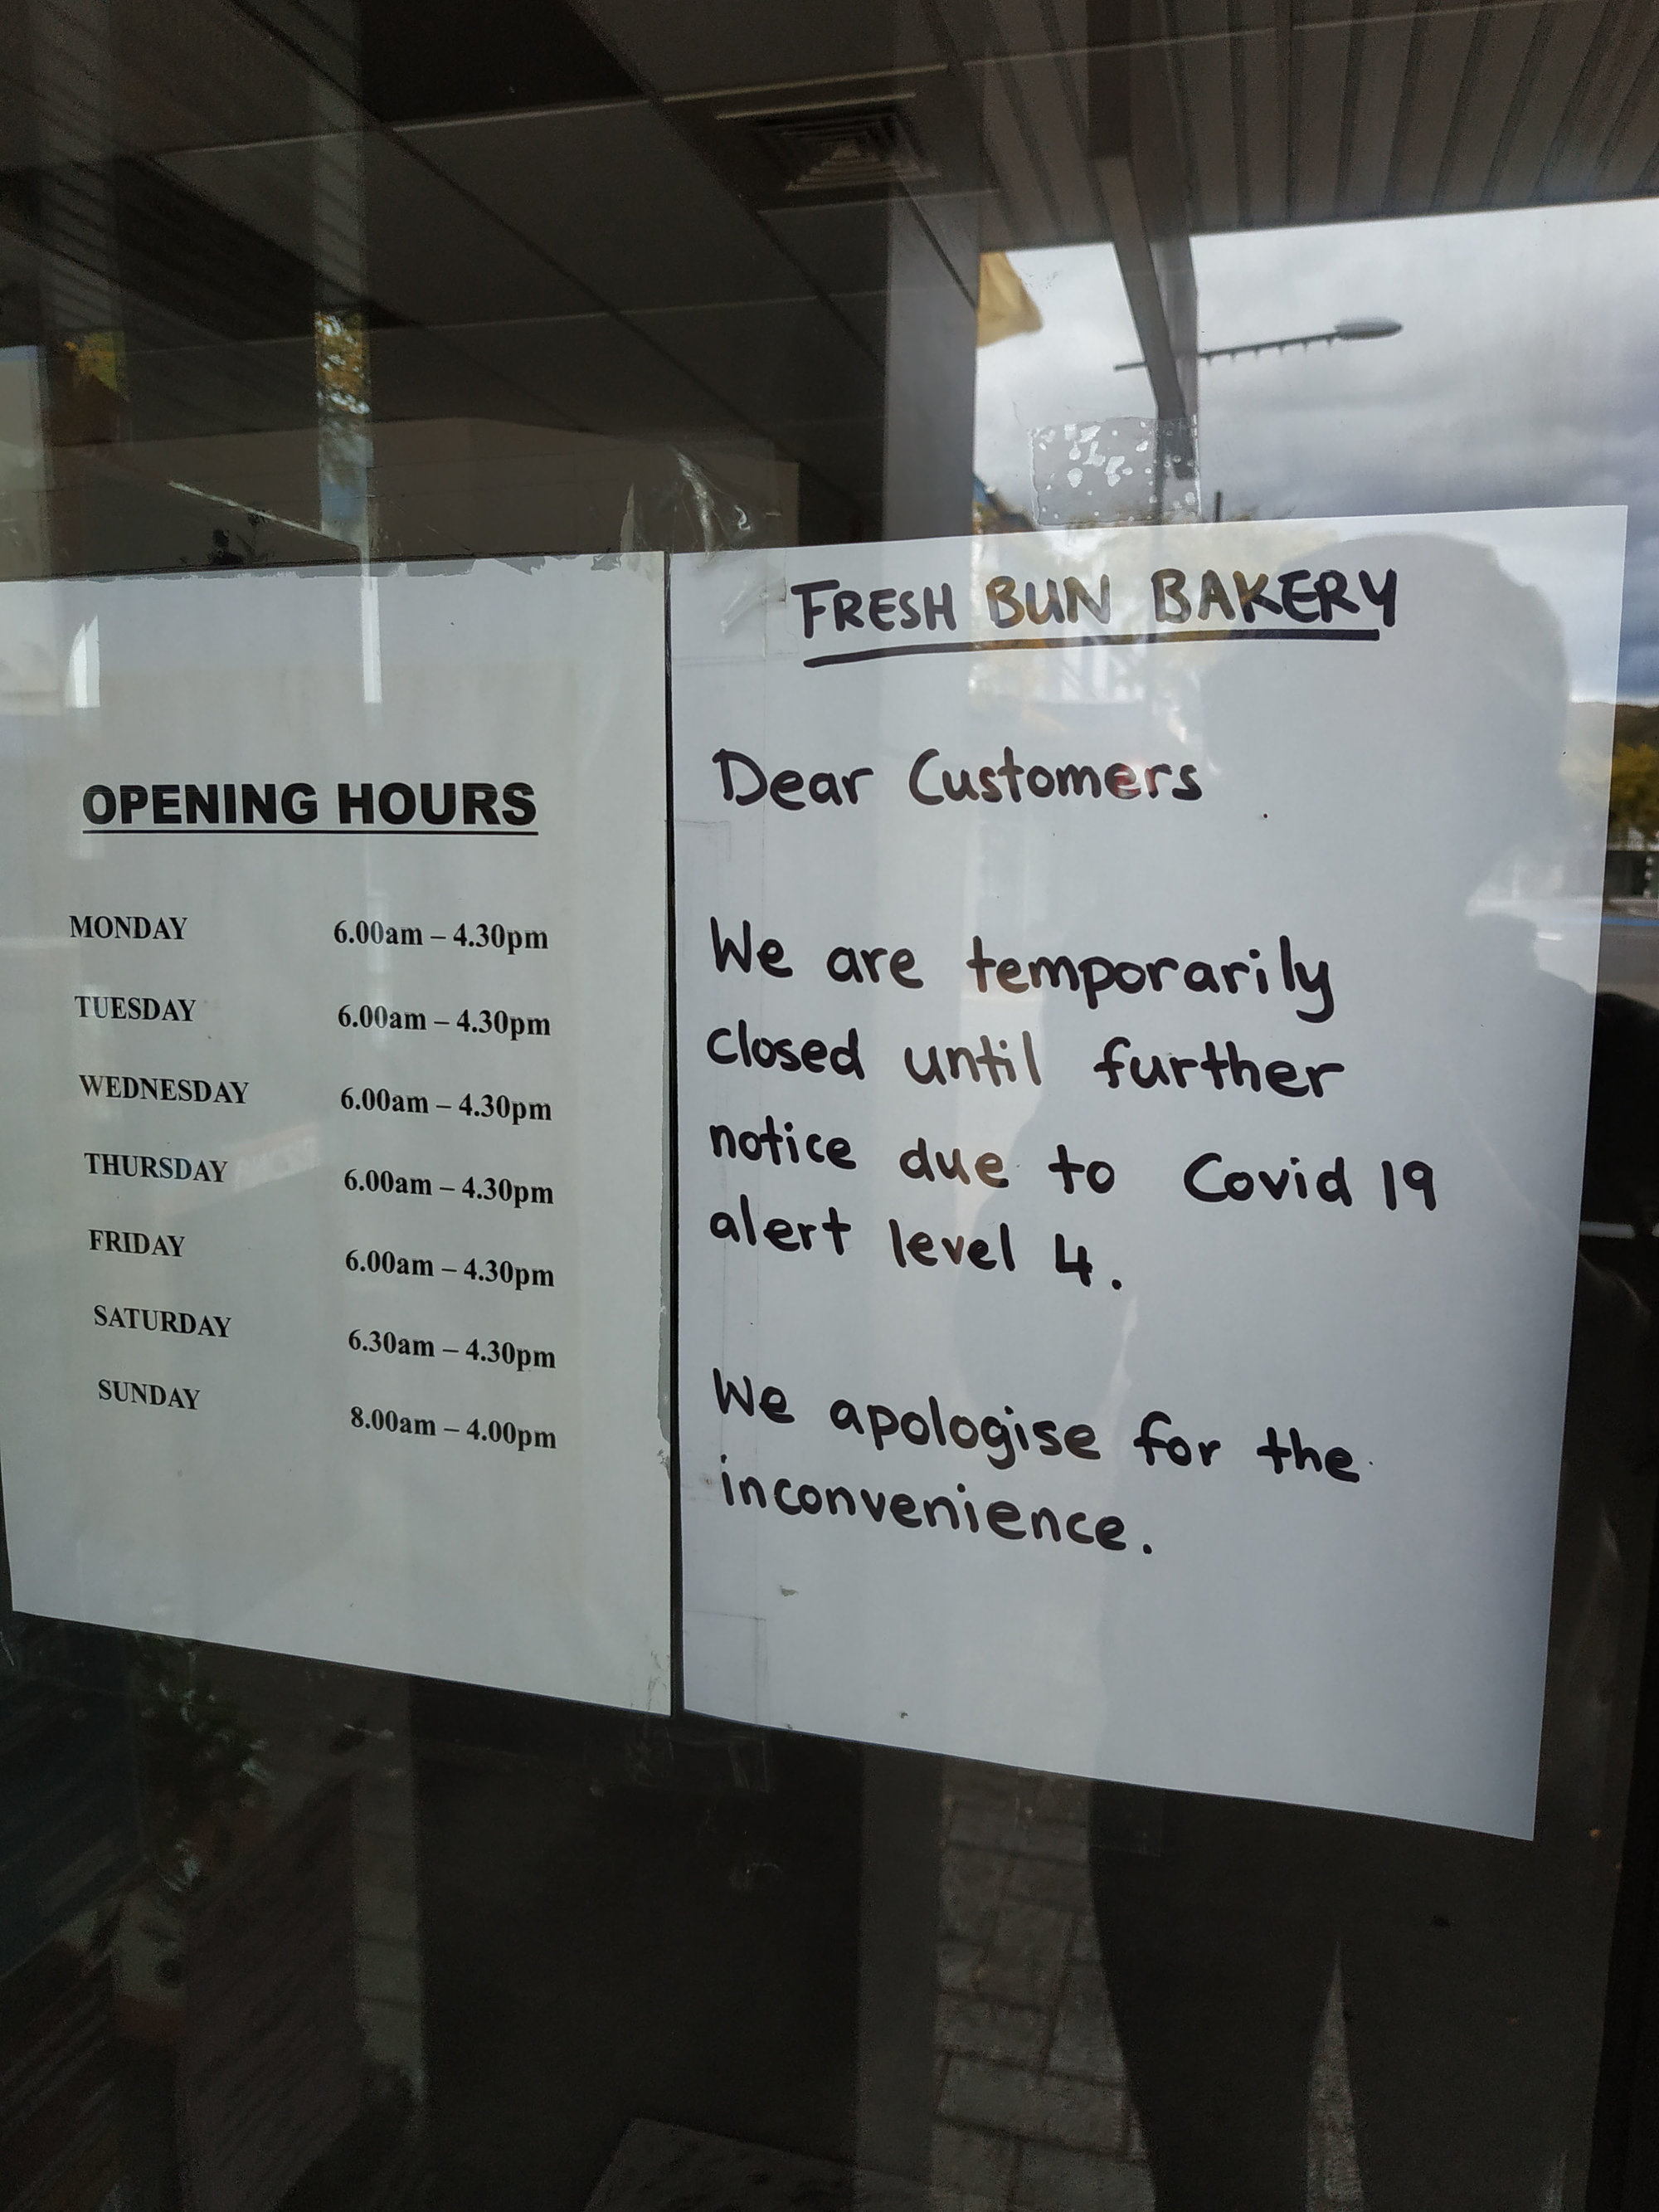 OPENING HOURS
MONDAY 6.00am – 4.30pm
TUESDAY 6.00am – 4.30pm
WEDNESDAY 6.00am – 4.30pm
THURSDAY 6.00am – 4.30pm
FRIDAY 6.00am – 4.30pm
SATURDAY 6.30am – 4.30pm
SUNDAY 8.00am – 4.00pm
FRESH BUN BAKERY
Dear Customers
We are temporarily
closed until further
notice due to Covid 19
alert level 4.
We apologise for the
inconvenience.